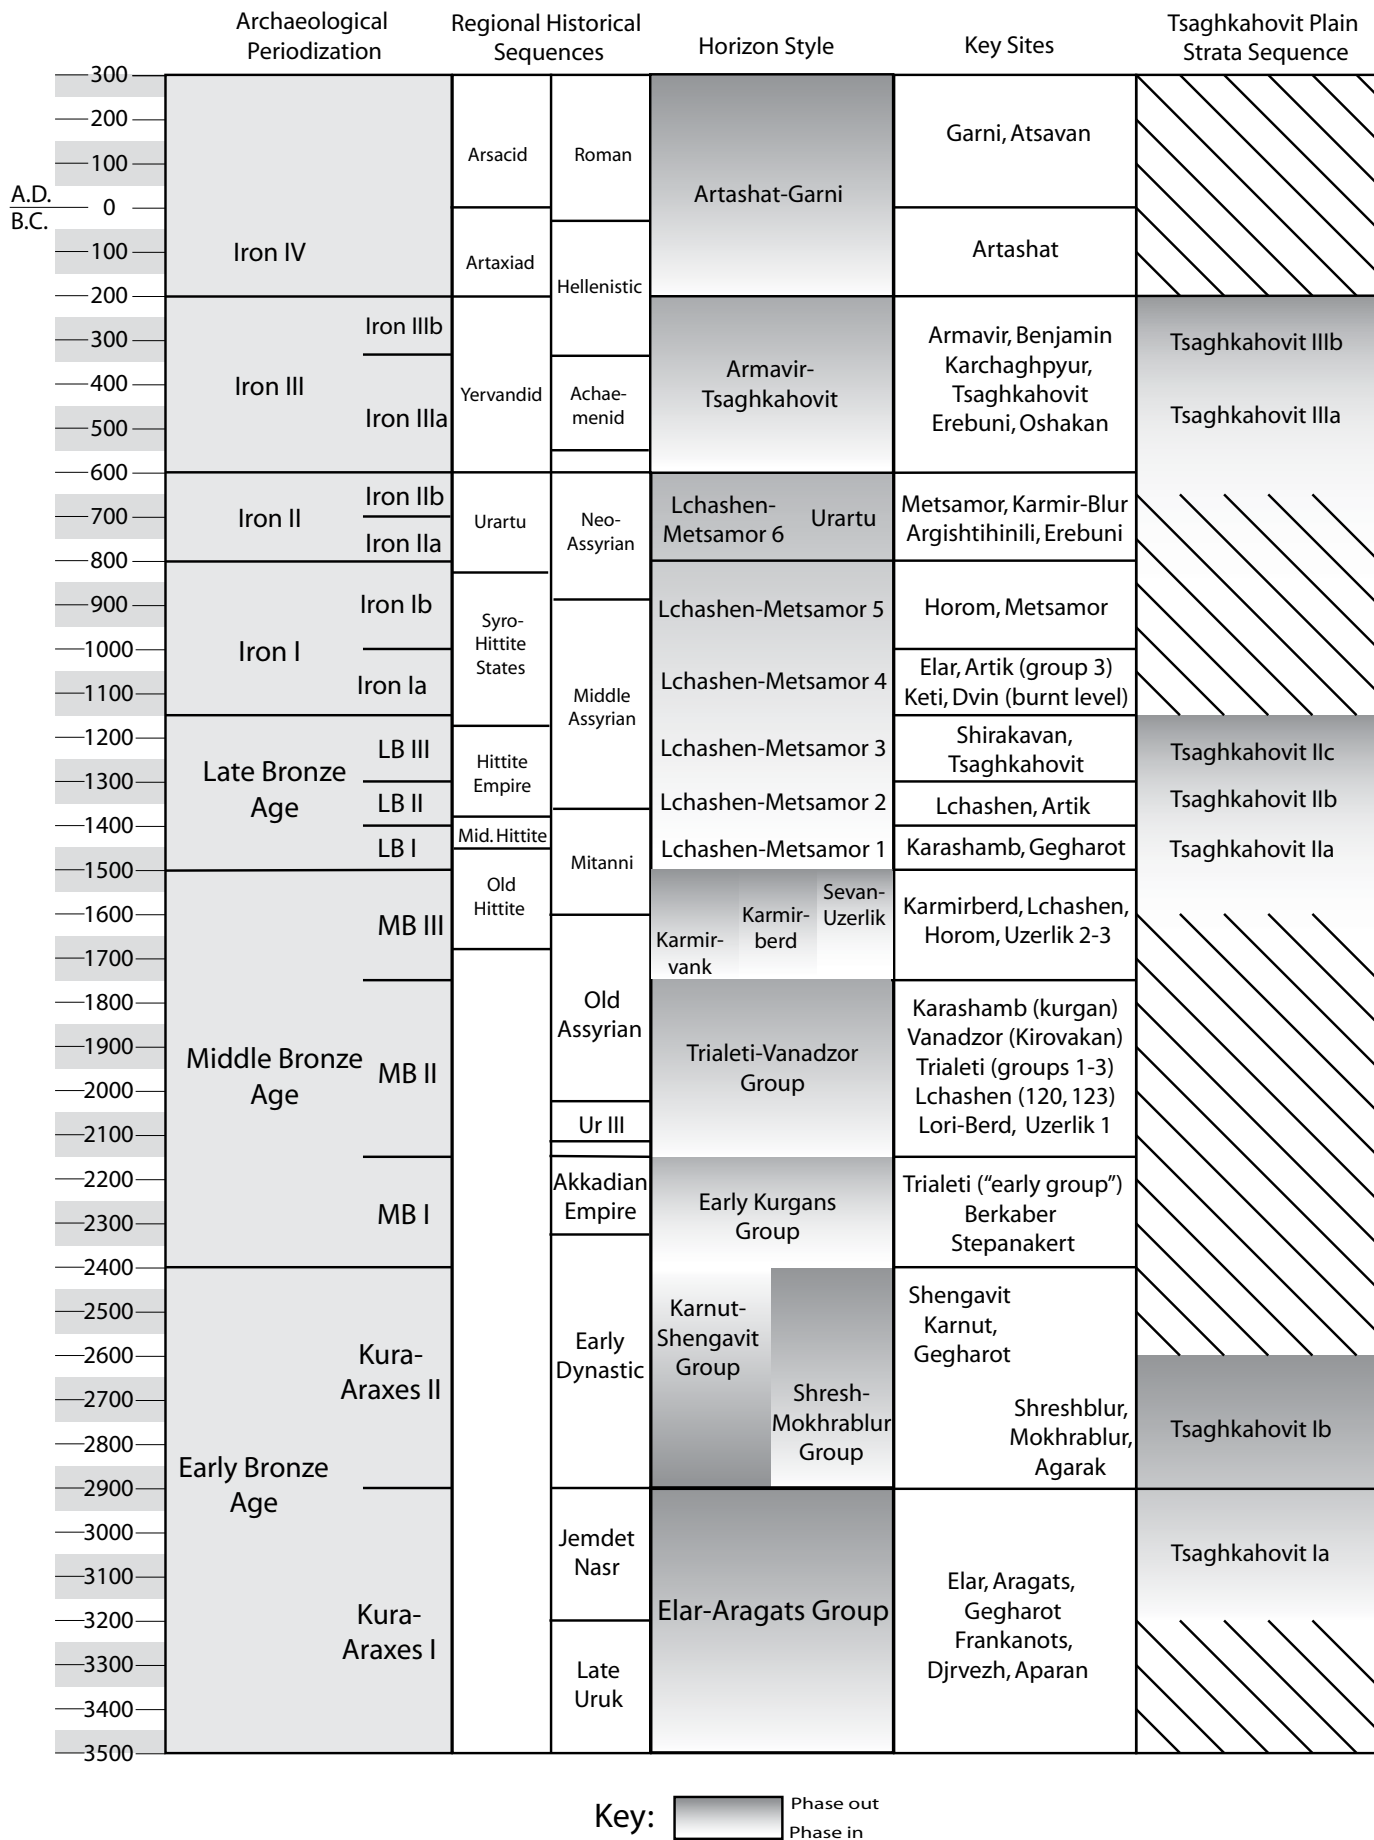 Archaeological
Periodization
Regional Historical
Sequences
Horizon Style
Key Sites
Tsaghkahovit Plain
Strata Sequence
300
200
100
A.D.
0
B.C.
100
200
300
400
500
600
700
800
900
1000
1100
1200
1300
1400
1500
1600
1700
1800
1900
2000
2100
2200
2300
2400
2500
2600
2700
2800
2900
3000
3100
3200
3300
3400
3500
Iron IV
Iron III
Iron IIIb
Iron IIIa
Iron II
Iron IIb
Iron IIa
Iron I
Iron Ib
Iron Ia
Late Bronze
Age
LB III
LB II
LB I
Middle Bronze
Age
MB III
MB II
MB I
Early Bronze
Age
Kura-
Araxes II
Kura-
Araxes I
Arsacid
Artaxiad
Yervandid
Urartu
Syro-
Hittite
States
Hittite
Empire
Mid. Hittite
Old
Hittite
Roman
Hellenistic
Achae-
menid
Neo-
Assyrian
Middle
Assyrian
Mitanni
Old
Assyrian
Ur III
Akkadian
Empire
Early
Dynastic
Jemdet
Nasr
Late
Uruk
Artashat-Garni
Armavir-
Tsaghkahovit
Lchashen-
Metsamor 6
Urartu
Lchashen-Metsamor 5
Lchashen-Metsamor 4
Lchashen-Metsamor 3
Lchashen-Metsamor 2
Lchashen-Metsamor 1
Karmir-
vank
Karmir-
berd
Sevan-
Uzerlik
Trialeti-Vanadzor
Group
Early Kurgans
Group
Karnut-
Shengavit
Group
Shresh-
Mokhrablur
Group
Elar-Aragats Group
Garni, Atsavan
Artashat
Armavir, Benjamin
Karchaghpyur,
Tsaghkahovit
Erebuni, Oshakan
Metsamor, Karmir-Blur
Argishtihinili, Erebuni
Horom, Metsamor
Elar, Artik (group 3)
Keti, Dvin (burnt level)
Shirakavan,
Tsaghkahovit
Lchashen, Artik
Karashamb, Gegharot
Karmirberd, Lchashen,
Horom, Uzerlik 2-3
Karashamb (kurgan)
Vanadzor (Kirovakan)
Trialeti (groups 1-3)
Lchashen (120, 123)
Lori-Berd, Uzerlik 1
Trialeti (“early group”)
Berkaber
Stepanakert
Shengavit
Karnut,
Gegharot
Shreshblur,
Mokhrablur,
Agarak
Elar, Aragats,
Gegharot
Frankanots,
Djrvezh, Aparan
Tsaghkahovit IIIb
Tsaghkahovit IIIa
Tsaghkahovit IIc
Tsaghkahovit IIb
Tsaghkahovit IIa
Tsaghkahovit Ib
Tsaghkahovit Ia
Key:
Phase out
Phase in